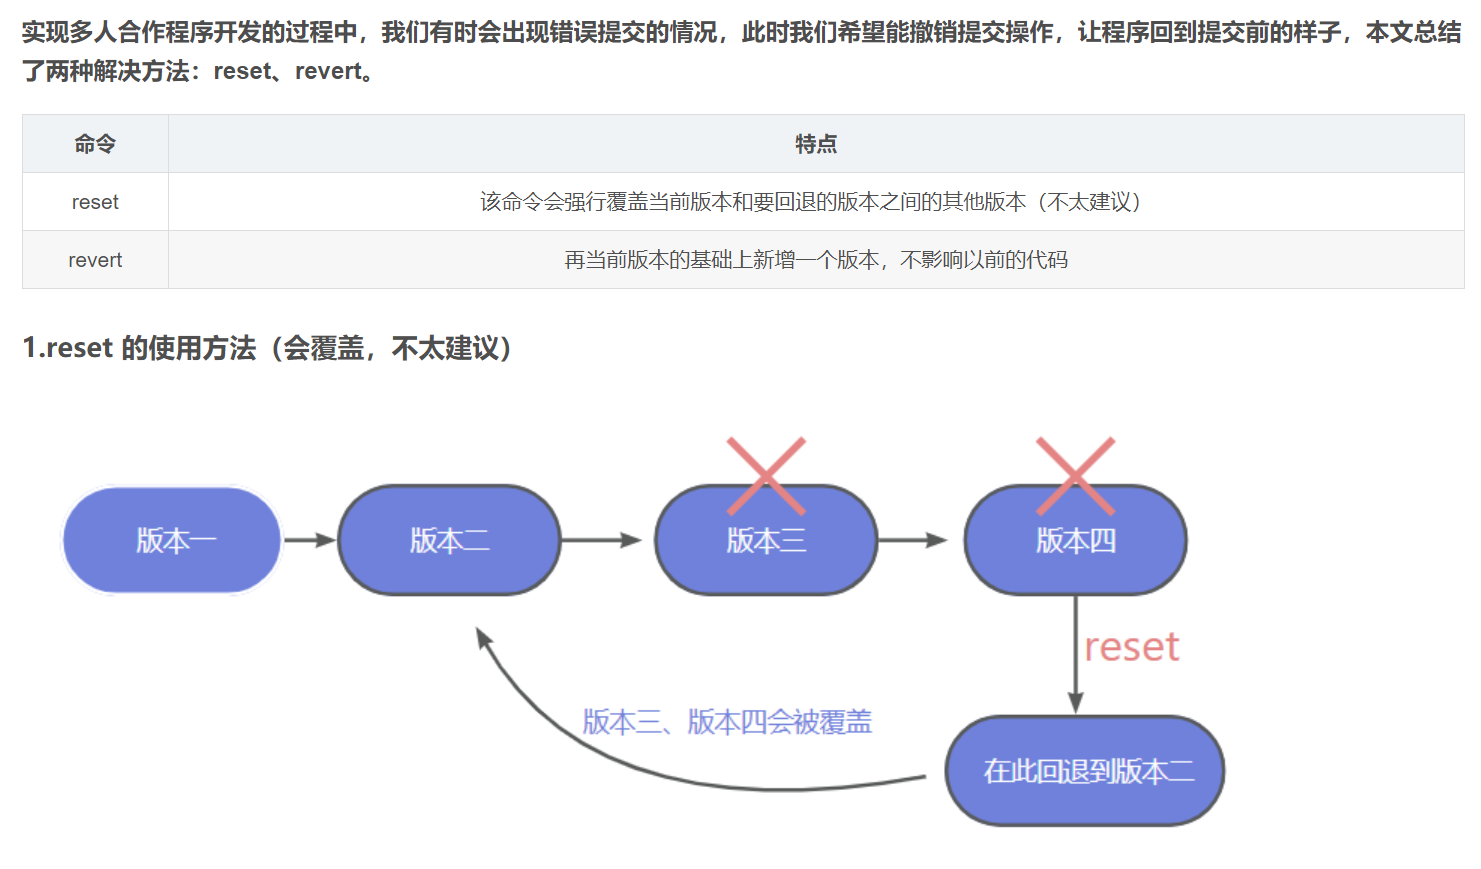 实现多人合作程序开发的过程中，我们有时会出现错误提交的情况，此时我们希望能撤销提交操作，让程序回到提交前的样子，本文总结
了两种解决方法：reset、revert。
命令 特点
reset 该命令会强行覆盖当前版本和要回退的版本之间的其他版本（不太建议）
revert 再当前版本的基础上新增一个版本，不影响以前的代码
1.reset 的使用方法（会覆盖，不太建议）
版本一 版本二 版本三 版本四
reset
版本三、版本四会被覆盖
在此回退到版本二